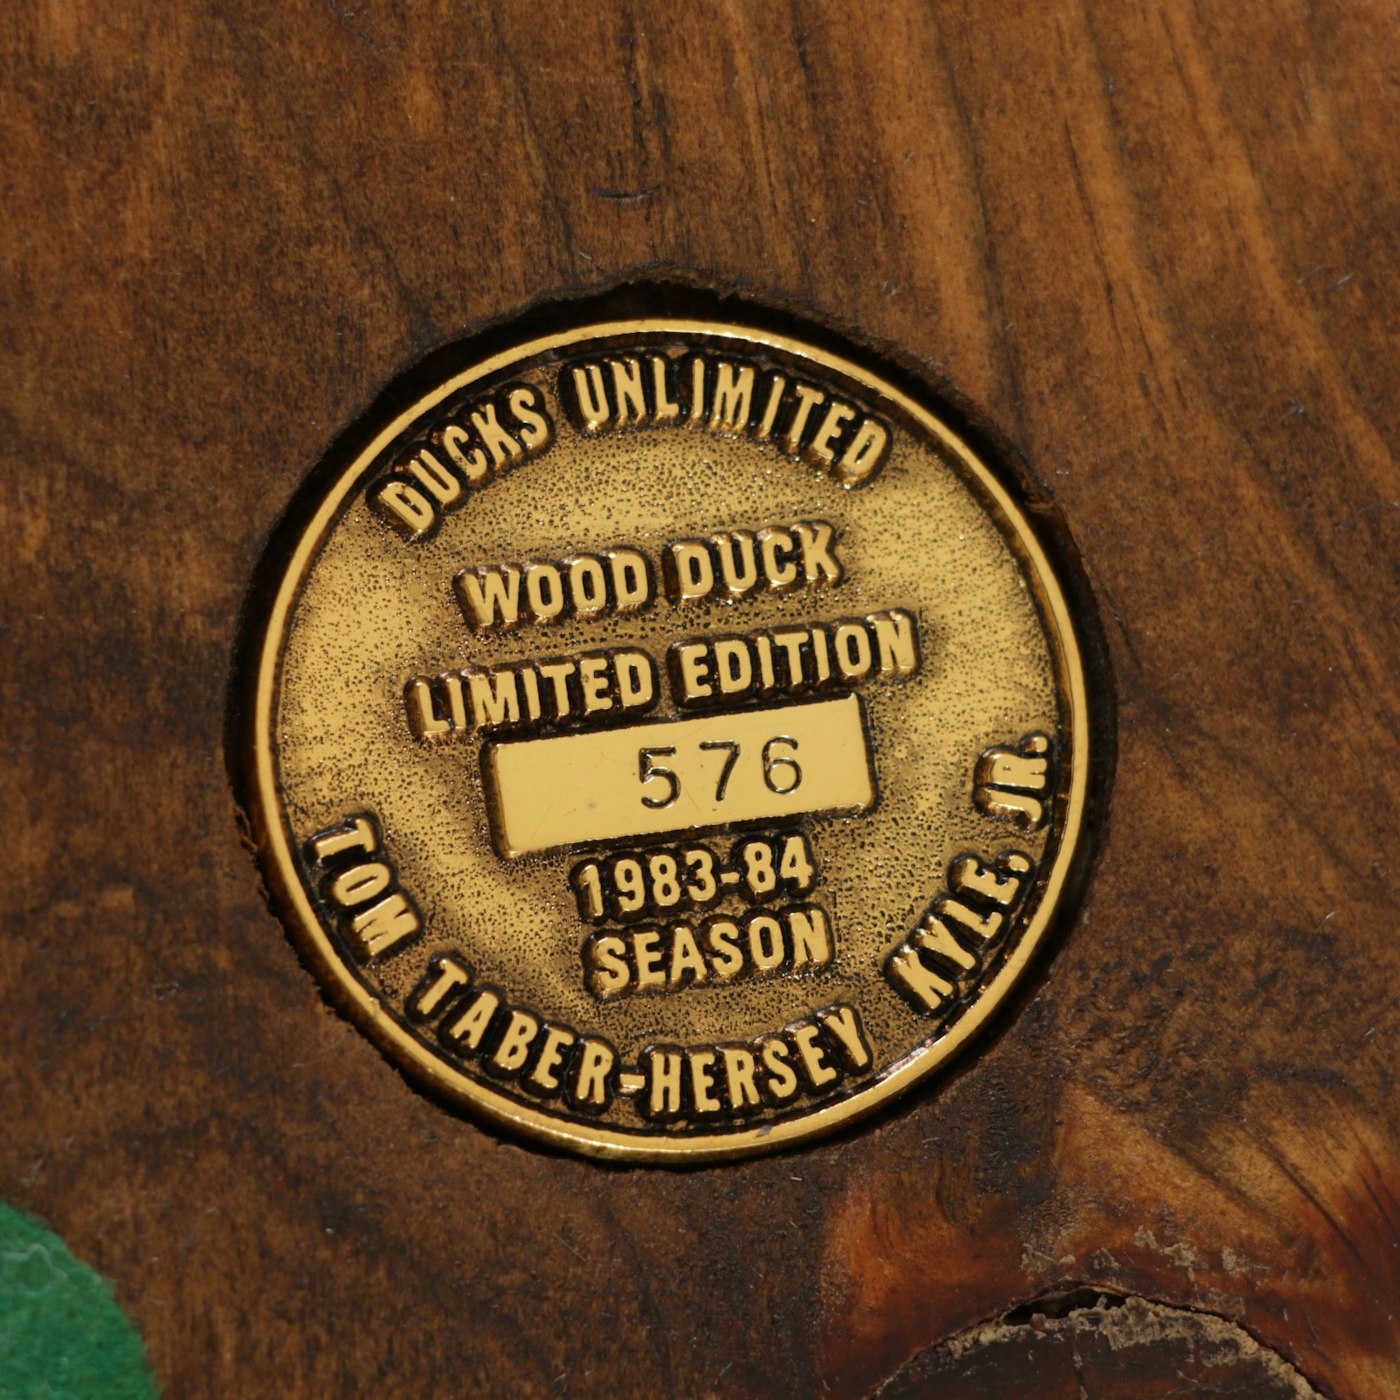 DUCKS UNLIMITED
WOOD DUCK
LIMITED EDITION
576
1983-84
SEASON
TOM TABER-HERSEY KYLE, JR.